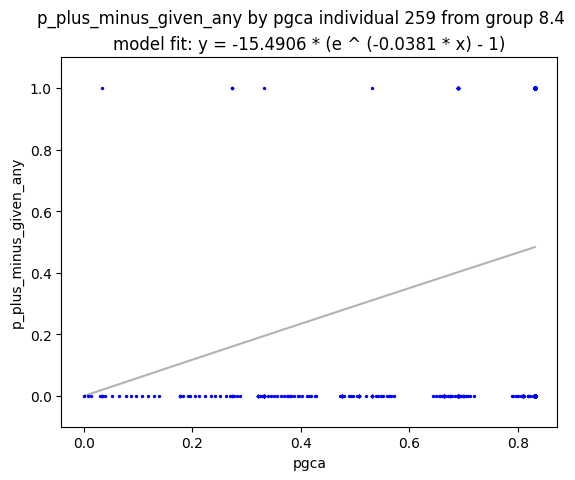 p_plus_minus_given_any by pgca individual 259 from group 8.4
model fit: y = -15.4906 * (e ^ (-0.0381 * x) - 1)
1.0
0.8
0.6
0.4
0.2
0.0
p_plus_minus_given_any
0.0 0.2 0.4 0.6 0.8
pgca